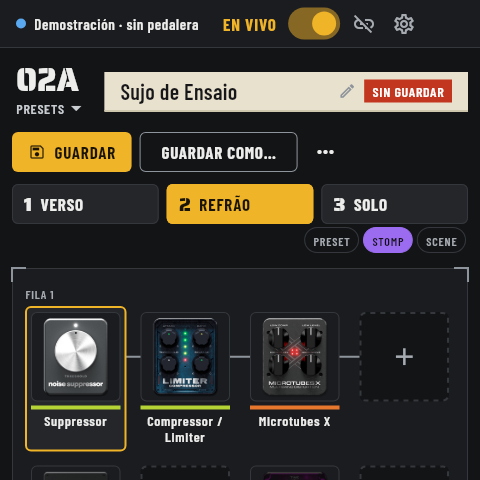 Demostración · sin pedalera
EN VIVO
02A
PRESETS
Sujo de Ensaio
SIN GUARDAR
GUARDAR
GUARDAR COMO...
1 VERSO
2 REFRÃO
3 SOLO
PRESET
STOMP
SCENE
FILA 1
noise suppressor
LIMITER
COMPRESSOR
MICROTUBES X
Suppressor
Compressor /
Limiter
Microtubes X